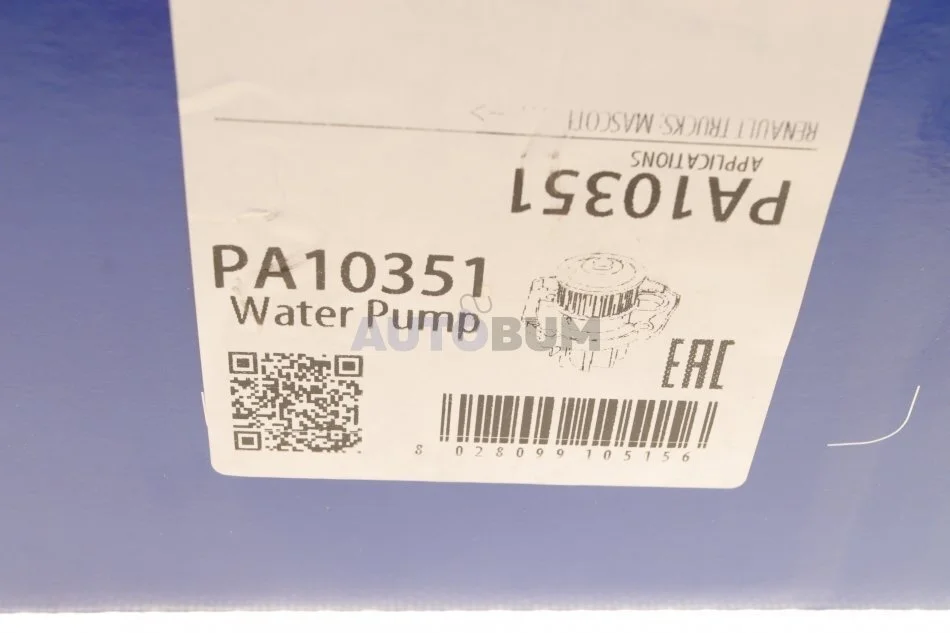 RENAULT TRUCKS: MASCOTT
APPLICATIONS
PA10351
PA10351
Water Pump
AUTOBUM
EAC
8 028099 105156